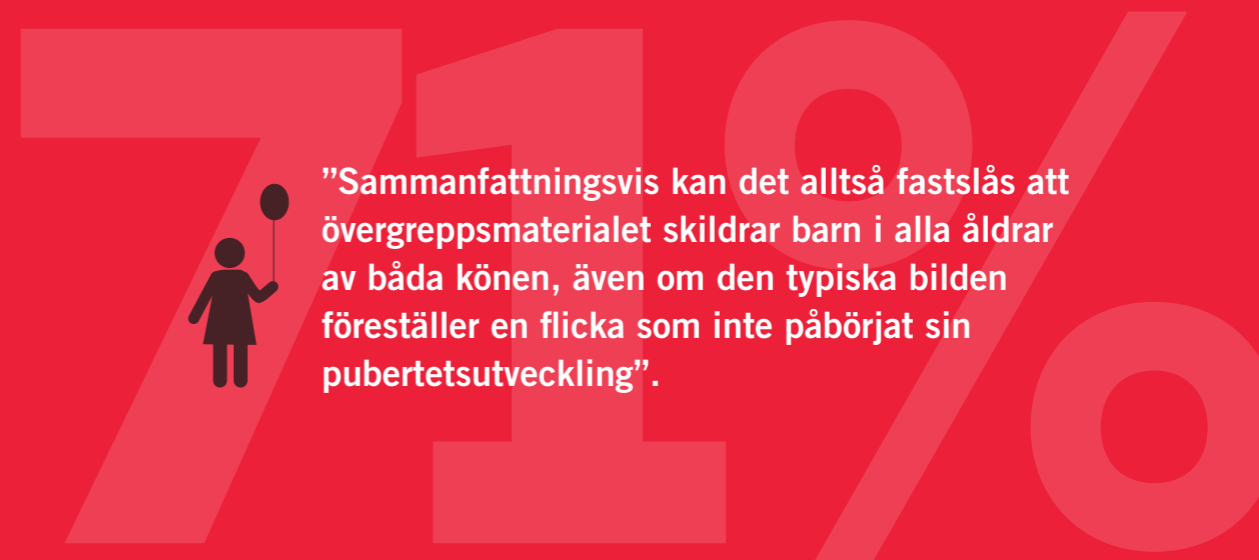 71%
”Sammanfattningsvis kan det alltså fastslås att
övergreppsmaterialet skildrar barn i alla åldrar
av båda könen, även om den typiska bilden
föreställer en flicka som inte påbörjat sin
pubertetsutveckling”.